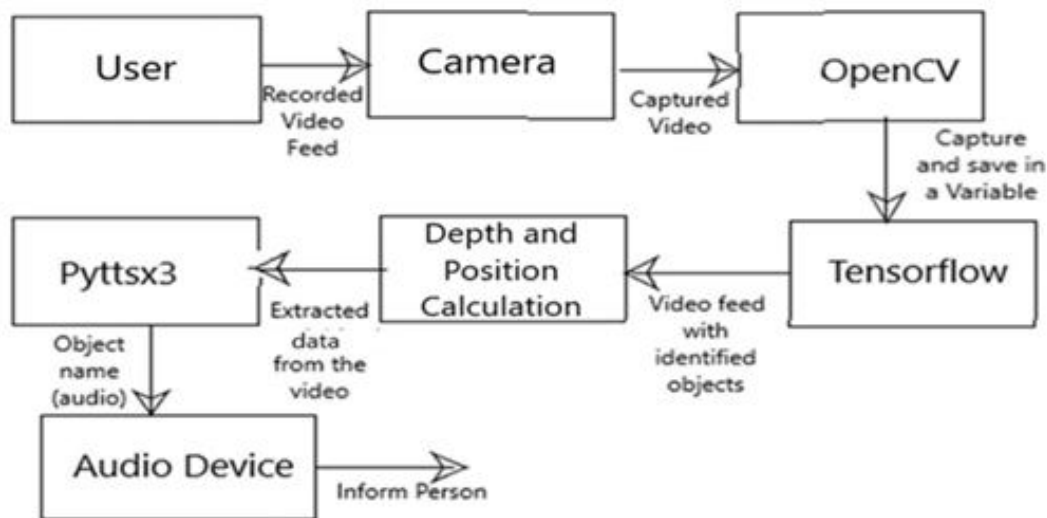 User
Recorded
Video
Feed
Camera
Captured
Video
OpenCV
Capture
and save in
a Variable
Tensorflow
Video feed
with
identified
objects
Depth and
Position
Calculation
Extracted
data
from the
video
Pyttsx3
Object
name
(audio)
Audio Device
Inform Person